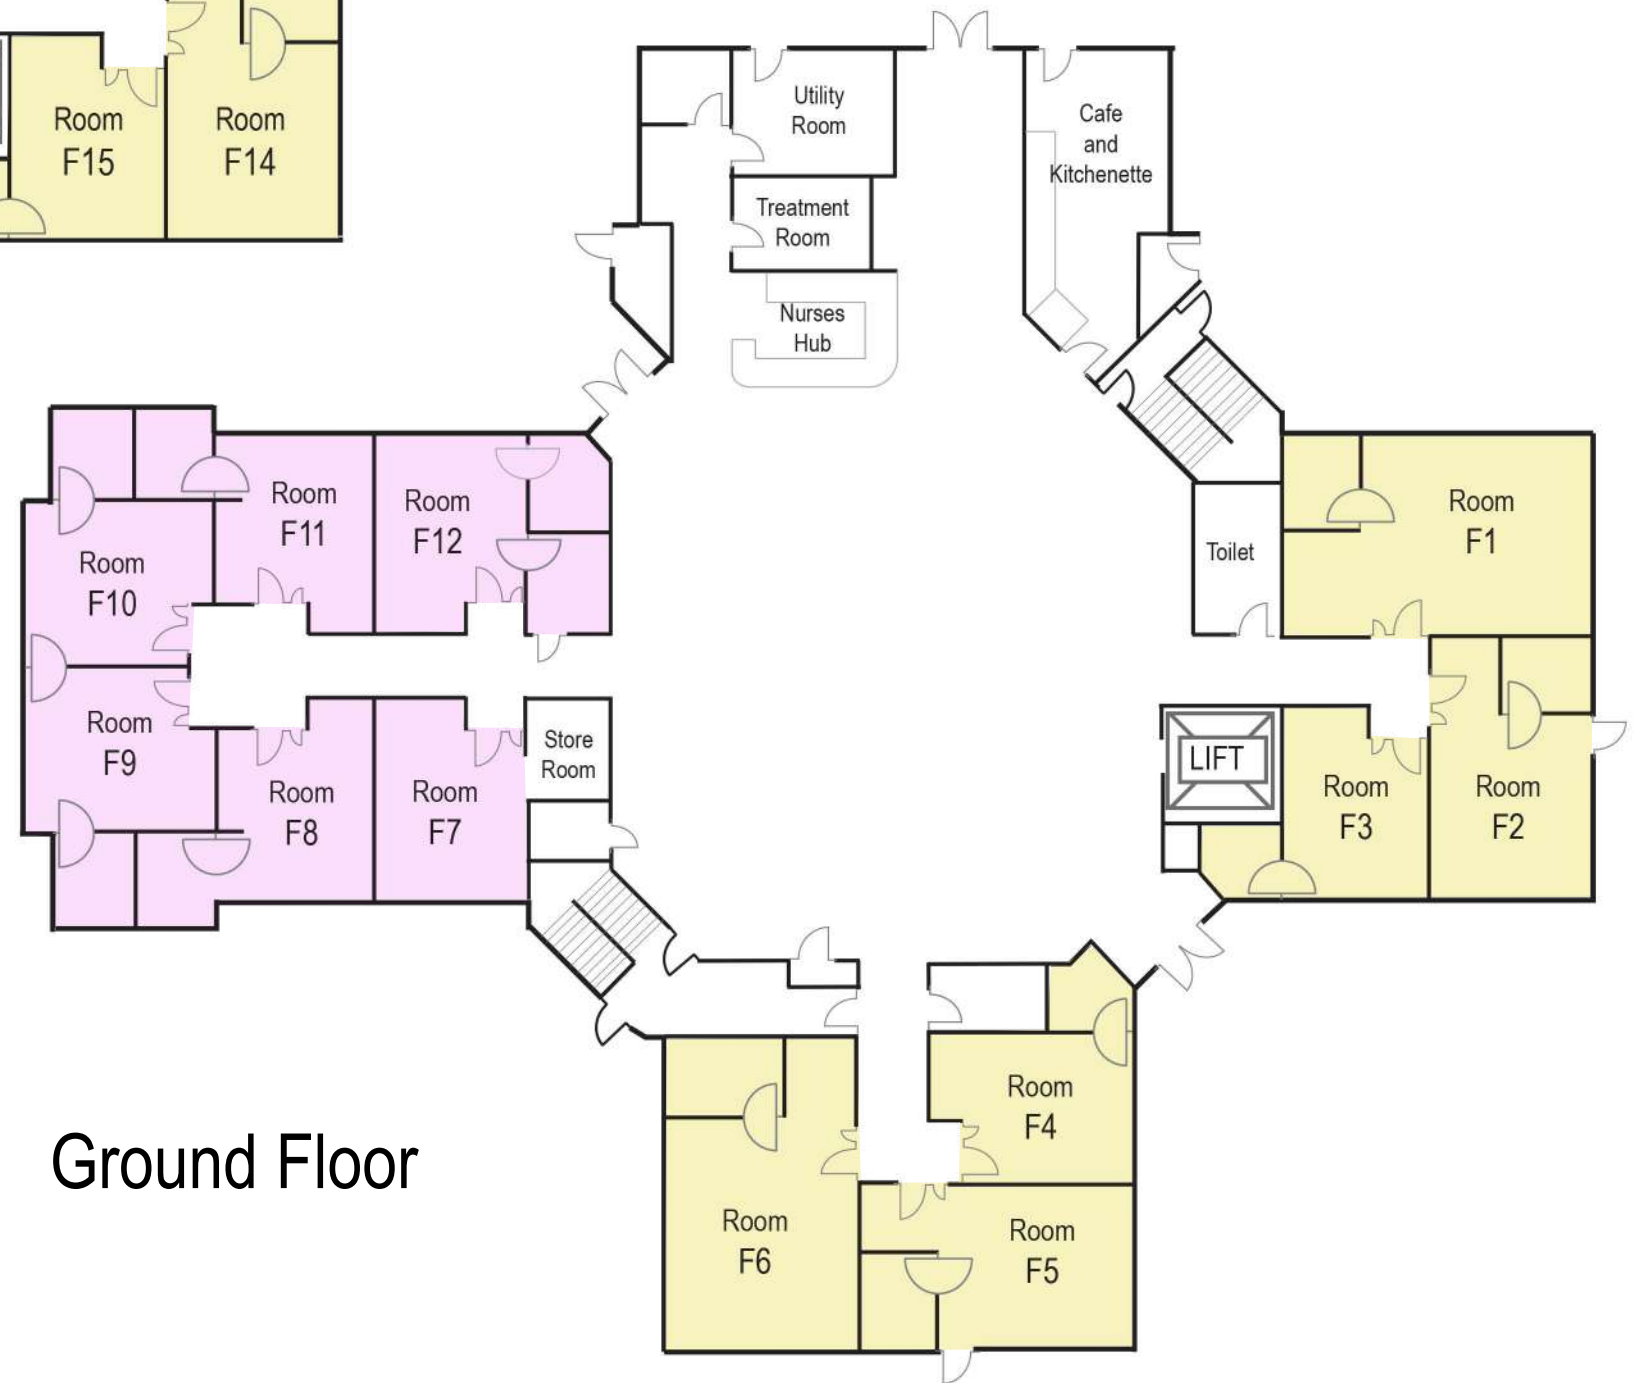 Room
F15
Room
F14
Utility
Room
Cafe
and
Kitchenette
Treatment
Room
Nurses
Hub
Room
F11
Room
F12
Room
F10
Room
F1
Toilet
Room
F9
Room
F8
Room
F7
Store
Room
LIFT
Room
F3
Room
F2
Room
F4
Room
F6
Room
F5
Ground Floor